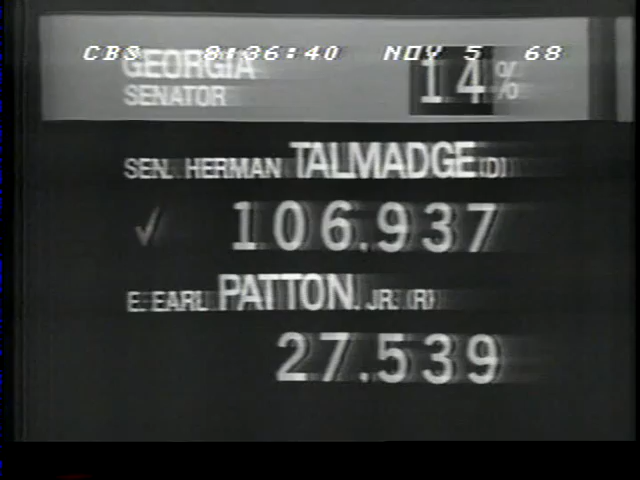 CBS 8:36:40 NOV 5 68
GEORGIA
SENATOR
14%
SEN. HERMAN TALMADGE (D)
✓ 106.937
E. EARL PATTON, JR. (R)
27.539